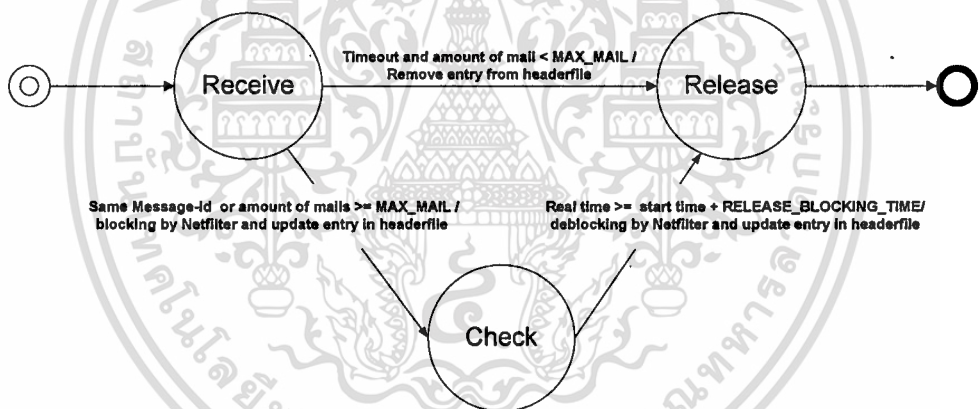 Timeout and amount of mail < MAX_MAIL /
Remove entry from headerfile
Receive
Release
Same Message-id or amount of mails >= MAX_MAIL /
blocking by Netfilter and update entry in headerfile
Real time >= start time + RELEASE_BLOCKING_TIME/
deblocking by Netfilter and update entry in headerfile
Check